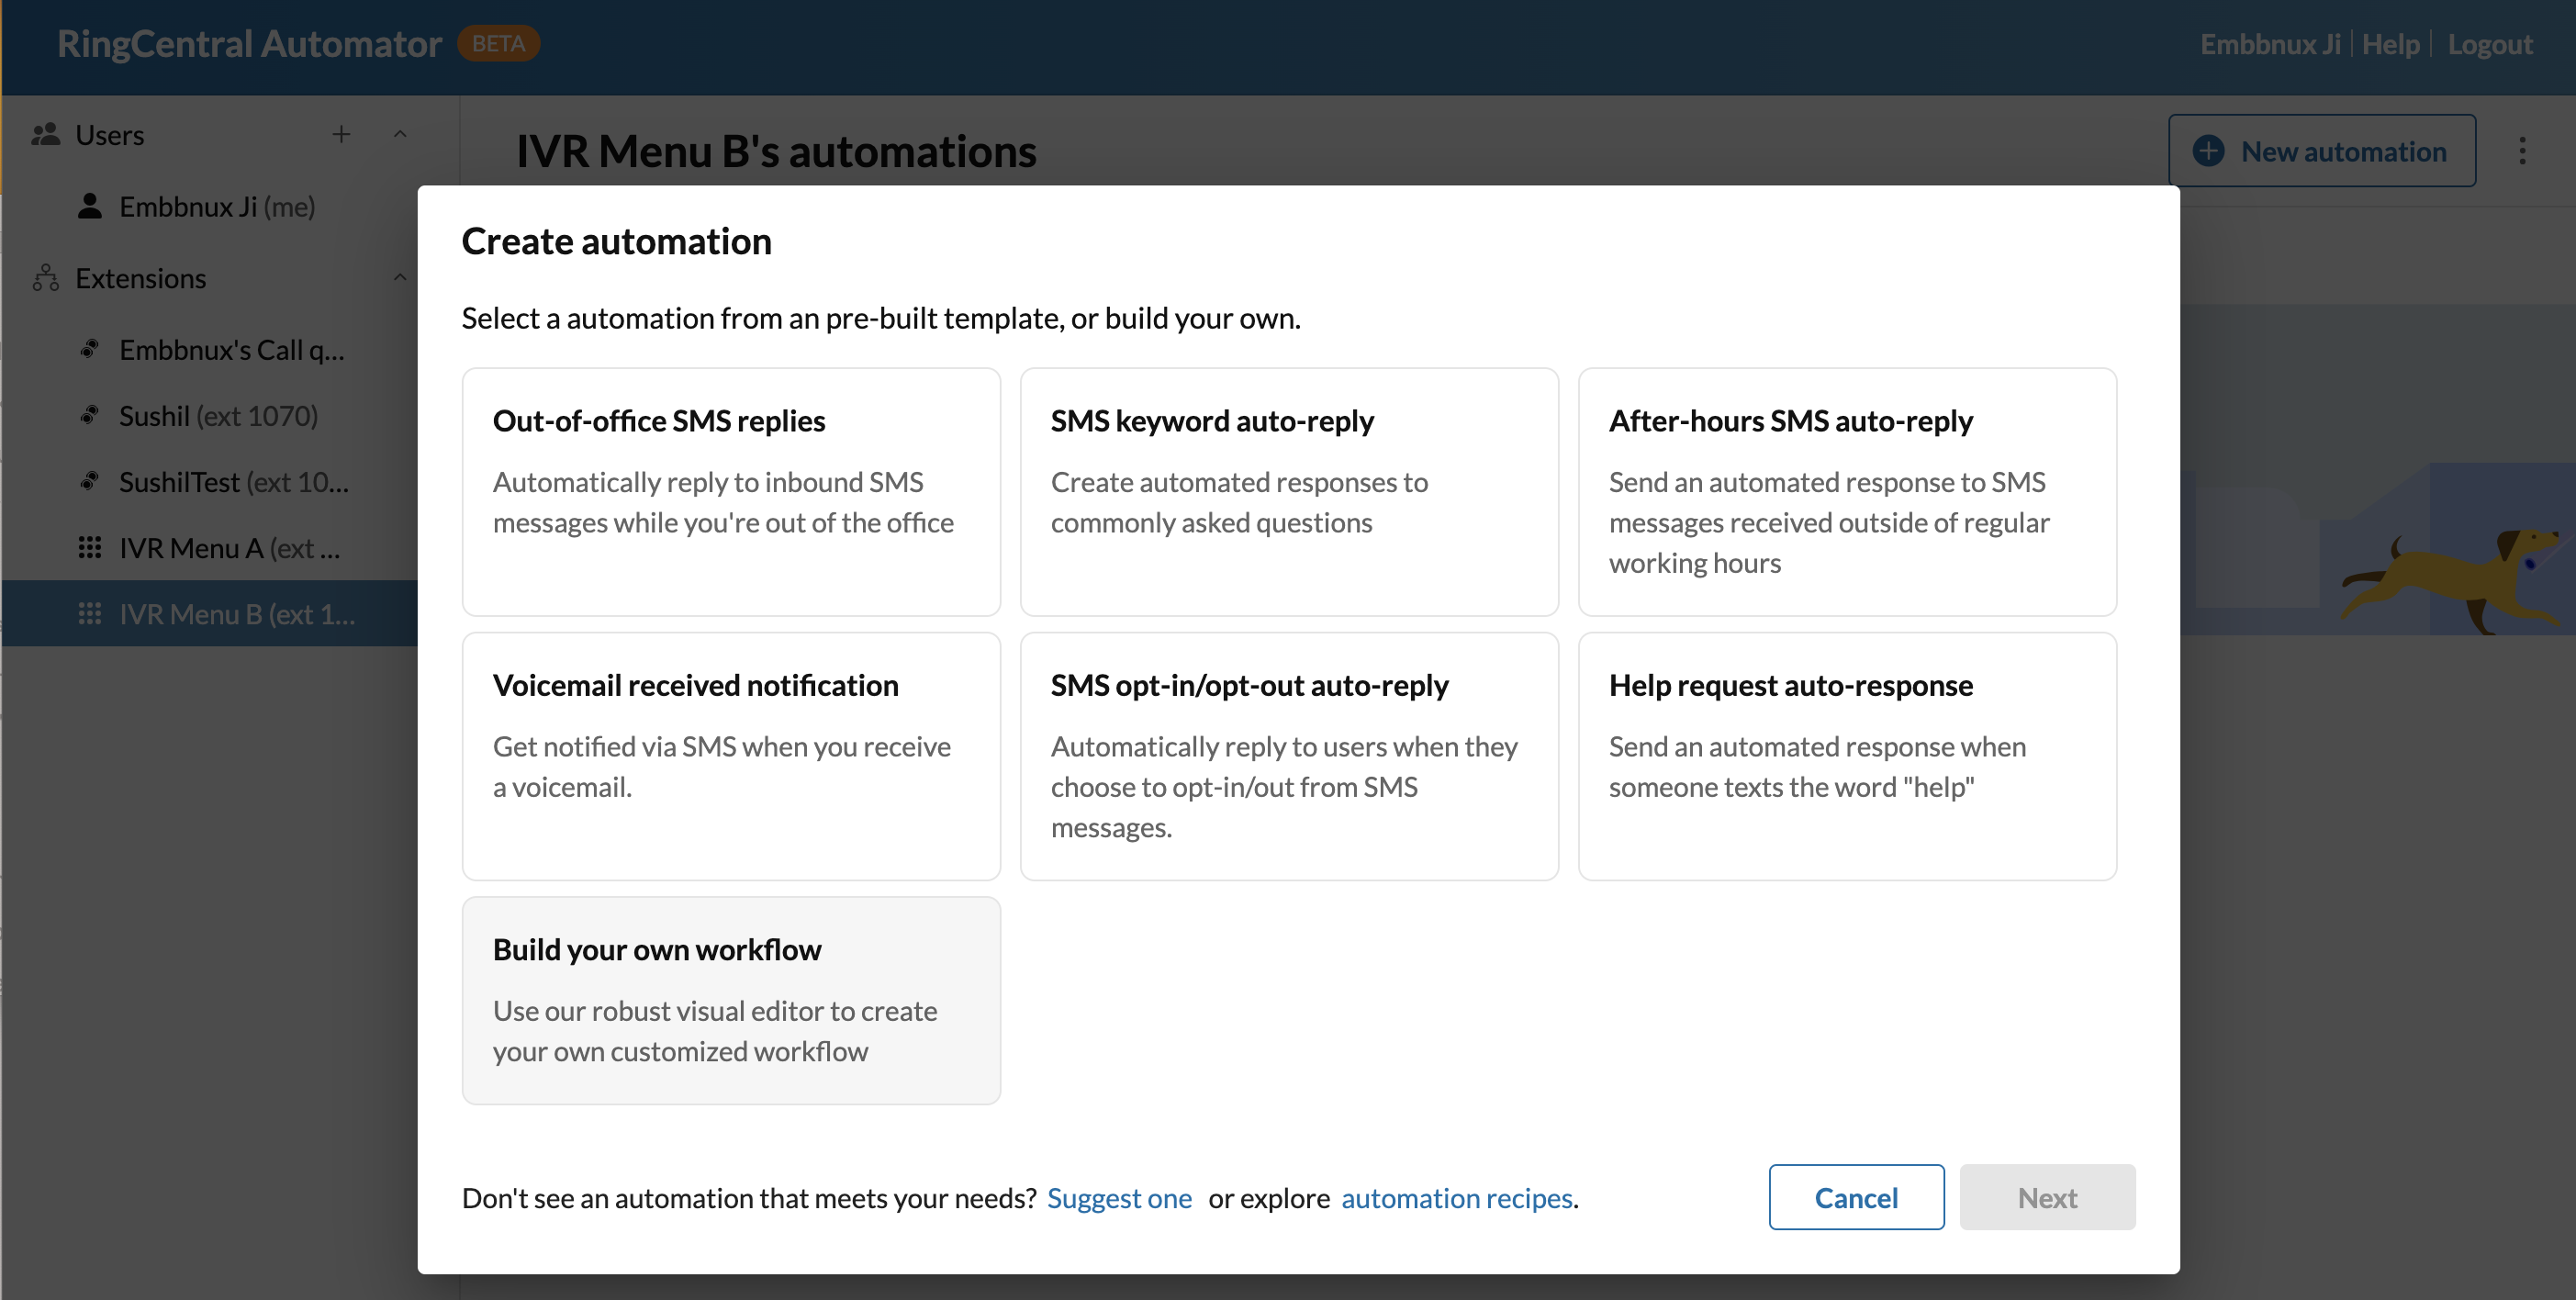 RingCentral Automator BETA
Embbnux Ji | Help | Logout
Users
Embbnux Ji (me)
Extensions
Embbnux's Call q...
Sushil (ext 1070)
SushilTest (ext 10...
IVR Menu A (ext ...
IVR Menu B (ext 1...
IVR Menu B's automations
New automation
Create automation
Select a automation from an pre-built template, or build your own.
Out-of-office SMS replies
Automatically reply to inbound SMS
messages while you're out of the office
SMS keyword auto-reply
Create automated responses to
commonly asked questions
After-hours SMS auto-reply
Send an automated response to SMS
messages received outside of regular
working hours
Voicemail received notification
Get notified via SMS when you receive
a voicemail.
SMS opt-in/opt-out auto-reply
Automatically reply to users when they
choose to opt-in/out from SMS
messages.
Help request auto-response
Send an automated response when
someone texts the word "help"
Build your own workflow
Use our robust visual editor to create
your own customized workflow
Don't see an automation that meets your needs? Suggest one or explore automation recipes.
Cancel
Next